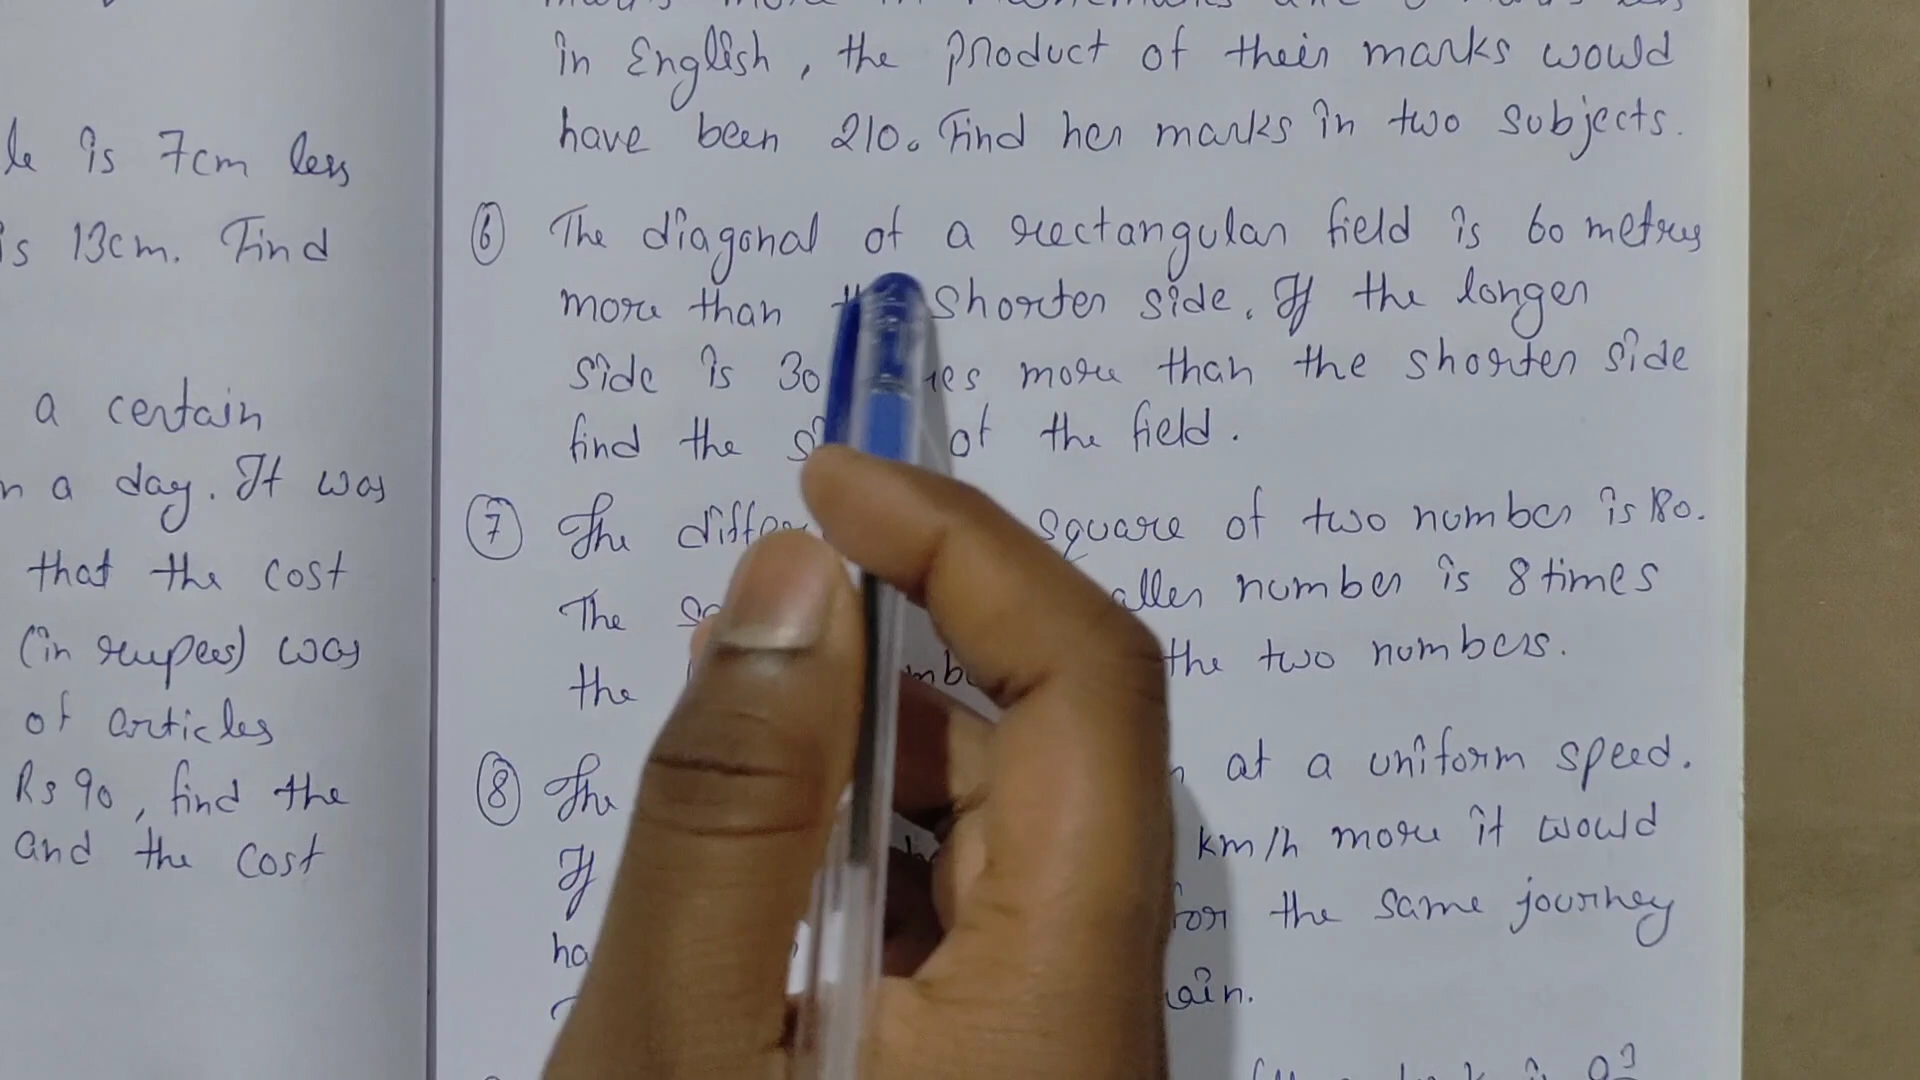 is 7cm less
is 13cm. Find
a certain
a day. It was
that the cost
(in rupees) was
of articles
Rs 90, find the
and the cost
in English, the product of their marks would
have been 210. Find her marks in two subjects.
⑥ The diagonal of a rectangular field is 60 metres
more than shorter side. If the longer
side is 30 more than the shorter side
find the of the field.
⑦ The square of two number is 180.
The number is 8 times
the the two numbers.
⑧ The at a uniform speed.
If km/h more it would
for the same journey